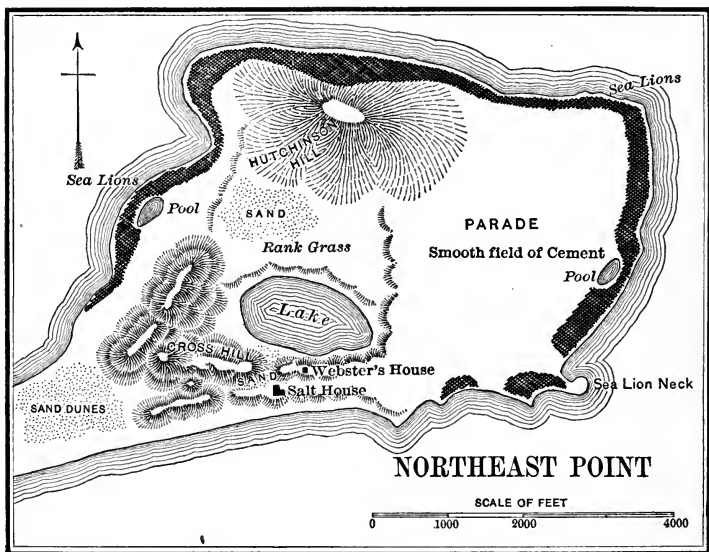 Sea Lions
HUTCHINSON
HILL
Sea Lions
Pool
SAND
PARADE
Rank Grass
Smooth field of Cement
Pool
Lake
CROSS HILL
SAND
Webster's House
Salt House
SAND DUNES
Sea Lion Neck
NORTHEAST POINT
SCALE OF FEET
0 1000 2000 4000